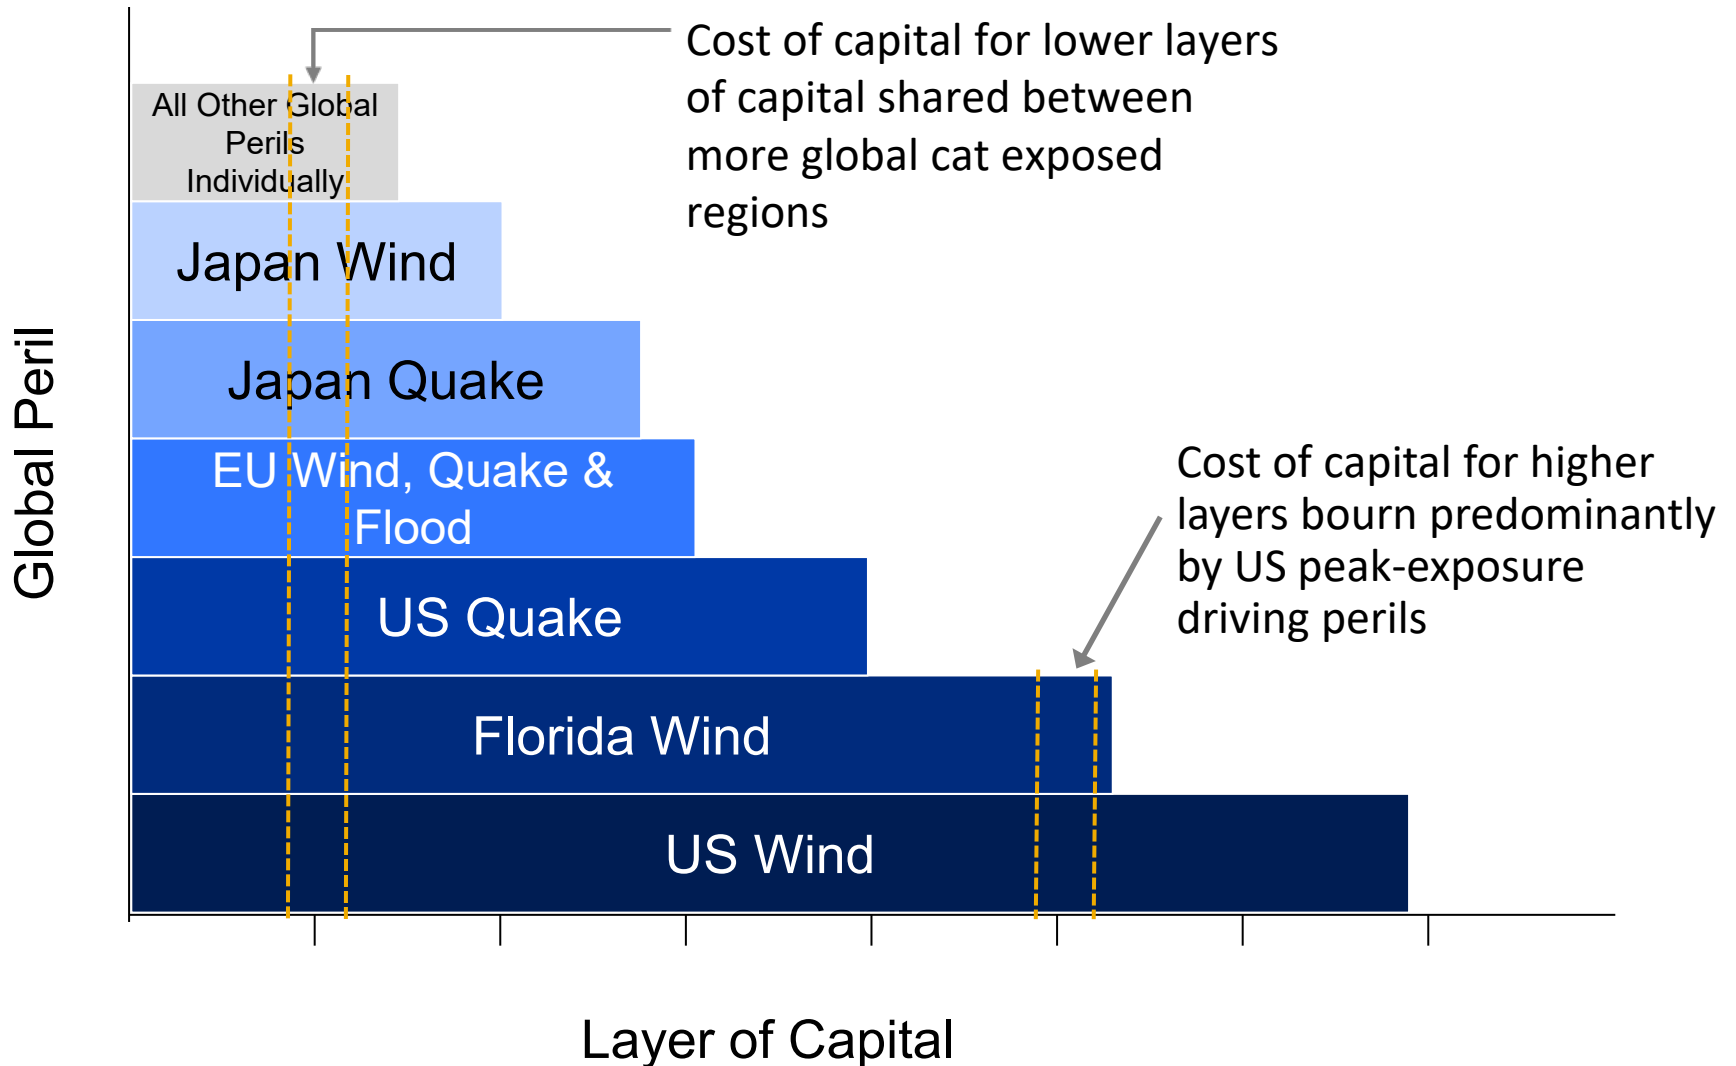 Cost of capital for lower layers
of capital shared between
more global cat exposed
regions
All Other Global
Perils
Individually
Japan Wind
Japan Quake
EU Wind, Quake &
Flood
US Quake
Florida Wind
US Wind
Cost of capital for higher
layers bourn predominantly
by US peak-exposure
driving perils
Global Peril
Layer of Capital